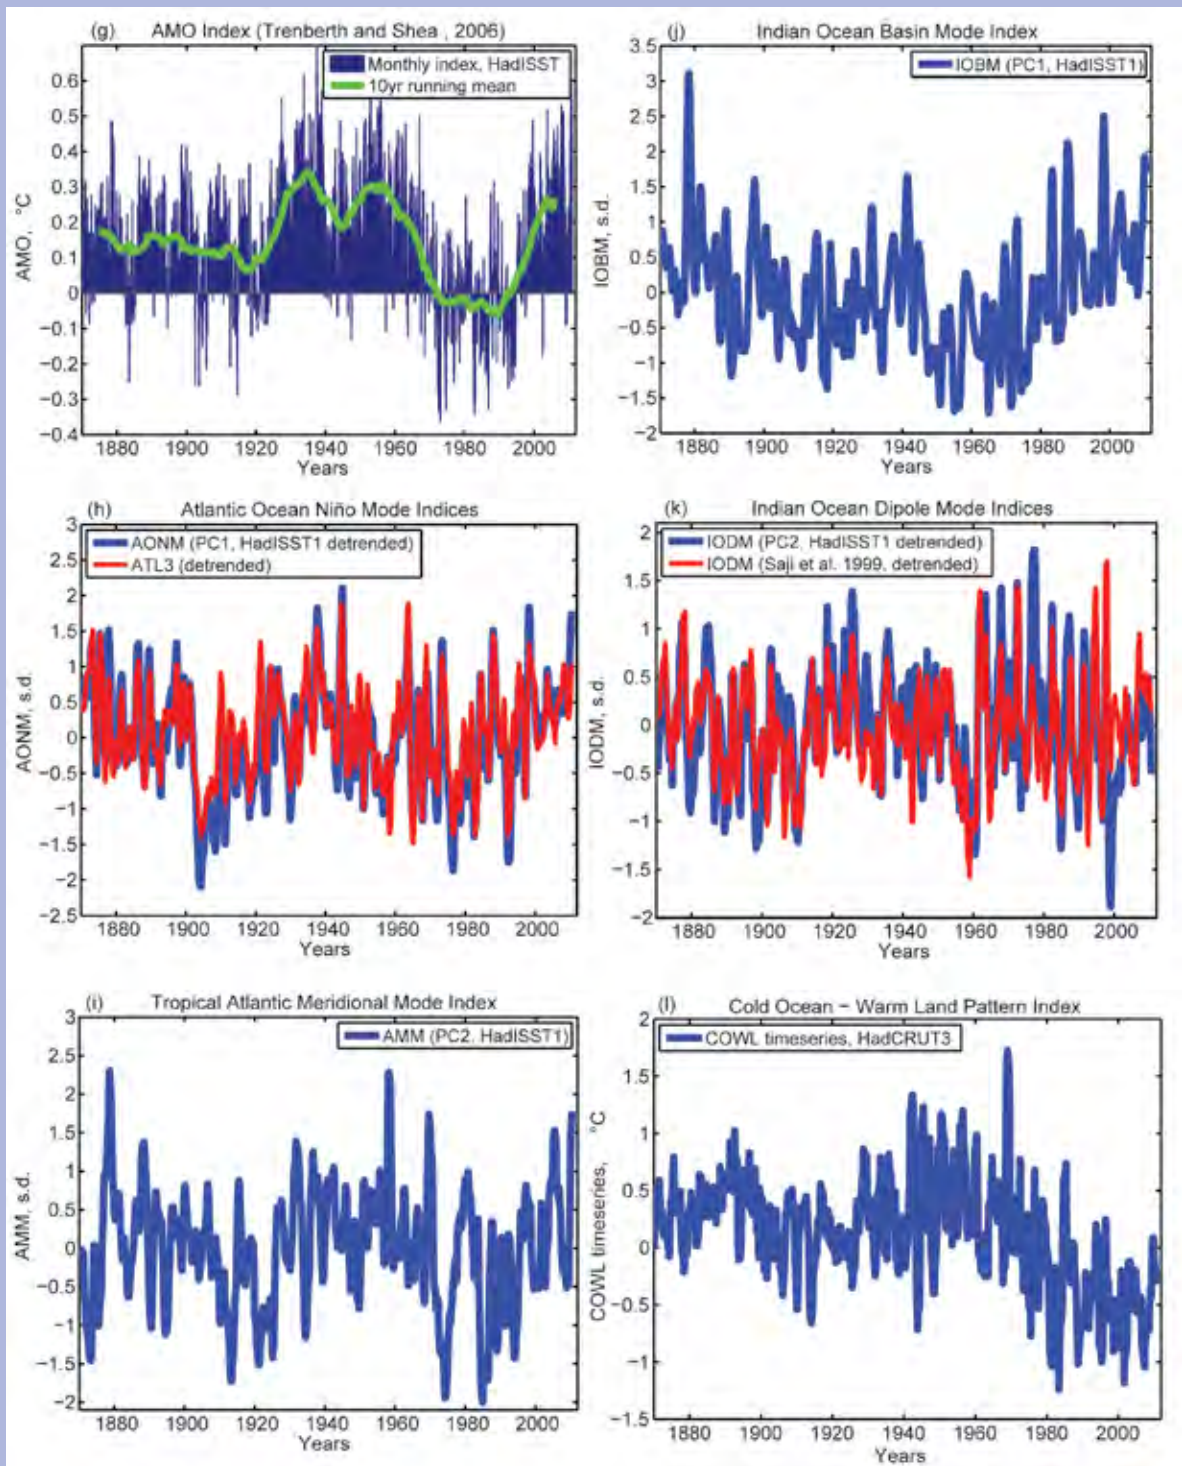 (g) AMO Index (Trenberth and Shea , 2006)
Monthly index, HadISST
10yr running mean
AMO, °C
0.6
0.5
0.4
0.3
0.2
0.1
0
−0.1
−0.2
−0.3
−0.4
1880 1900 1920 1940 1960 1980 2000
Years
(j) Indian Ocean Basin Mode Index
IOBM (PC1, HadISST1)
IOBM, s.d.
3.5
3
2.5
2
1.5
1
0.5
0
−0.5
−1
−1.5
−2
1880 1900 1920 1940 1960 1980 2000
Years
(h) Atlantic Ocean Niño Mode Indices
AONM (PC1, HadISST1 detrended)
ATL3 (detrended)
AONM, s.d.
3
2.5
2
1.5
1
0.5
0
−0.5
−1
−1.5
−2
−2.5
1880 1900 1920 1940 1960 1980 2000
Years
(k) Indian Ocean Dipole Mode Indices
IODM (PC2, HadISST1 detrended)
IODM (Saji et al. 1999, detrended)
IODM, s.d.
2
1.5
1
0.5
0
−0.5
−1
−1.5
−2
1880 1900 1920 1940 1960 1980 2000
Years
(i) Tropical Atlantic Meridional Mode Index
AMM (PC2, HadISST1)
AMM, s.d.
3
2.5
2
1.5
1
0.5
0
−0.5
−1
−1.5
−2
1880 1900 1920 1940 1960 1980 2000
Years
(l) Cold Ocean − Warm Land Pattern Index
COWL timeseries, HadCRUT3
COWL timeseries, °C
2
1.5
1
0.5
0
−0.5
−1
−1.5
1880 1900 1920 1940 1960 1980 2000
Years